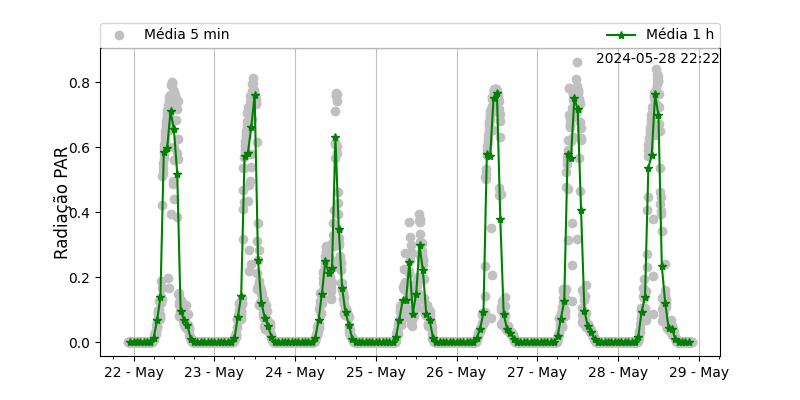 Média 5 min
Média 1 h
2024-05-28 22:22
Radiação PAR
0.8
0.6
0.4
0.2
0.0
22 - May
23 - May
24 - May
25 - May
26 - May
27 - May
28 - May
29 - May